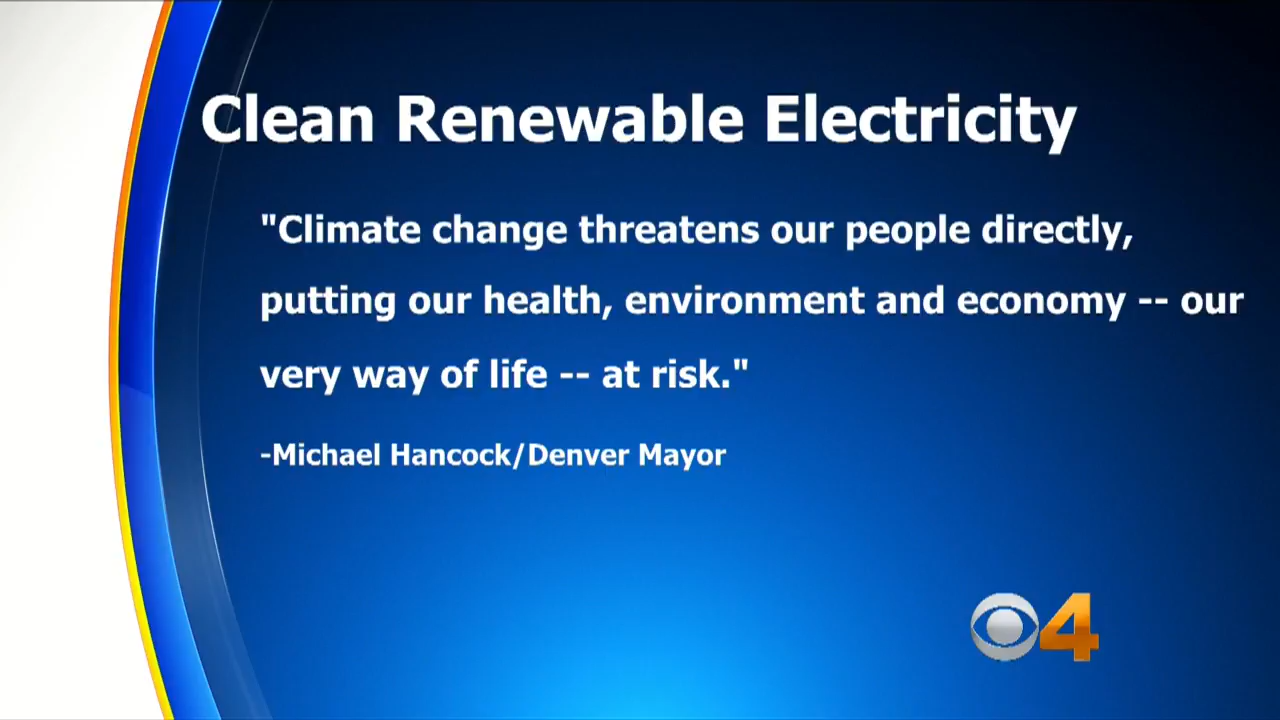 Clean Renewable Electricity
"Climate change threatens our people directly,
putting our health, environment and economy -- our
very way of life -- at risk."
-Michael Hancock/Denver Mayor
4